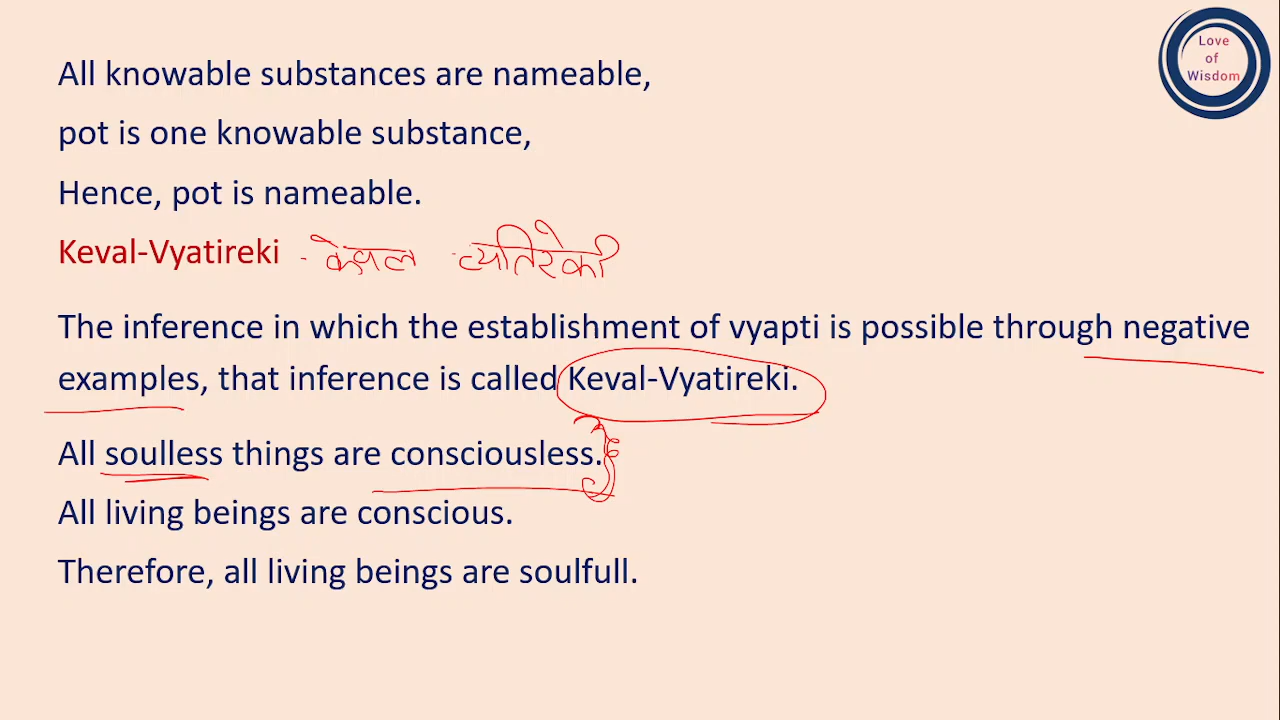 Love
of
Wisdom
All knowable substances are nameable,
pot is one knowable substance,
Hence, pot is nameable.
Keval-Vyatireki - केवल व्यतिरेकी
The inference in which the establishment of vyapti is possible through negative
examples, that inference is called Keval-Vyatireki.
All soulless things are consciousless.
All living beings are conscious.
Therefore, all living beings are soulfull.